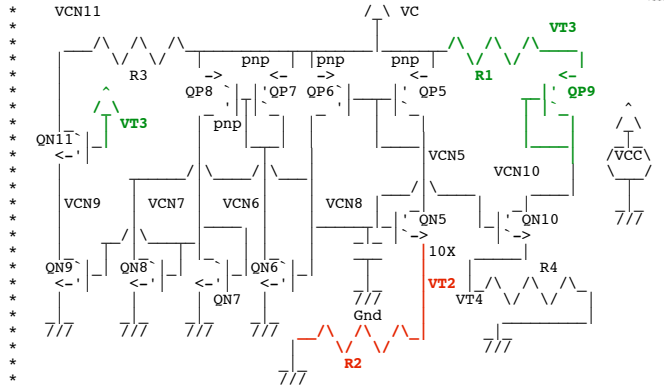 VCN11 VC
VT3
pnp pnp pnp
R3 R1
QP8 QP7 QP6 QP5 QP9
VT3 pnp
QN11
VCN5 VCC
VCN10
VCN9 VCN7 VCN6 VCN8
QN5 QN10
10X
QN9 QN8 QN6 R4
VT2
QN7 VT4
/// /// /// /// ///
Gnd
R2